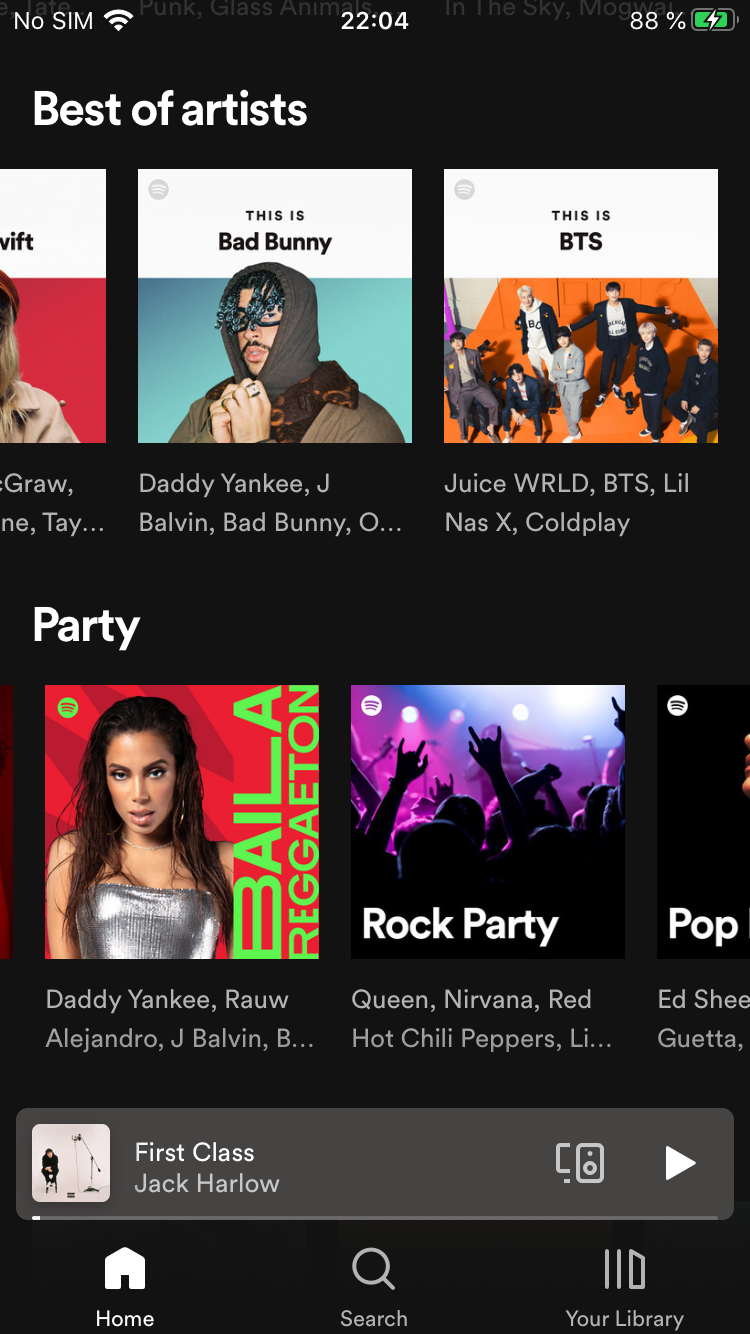 No SIM 22:04 88 %
e, Tate Punk, Glass Animals, In The Sky, Mogwai,
Best of artists
wift
THIS IS
Bad Bunny
THIS IS
BTS
cGraw,
ne, Tay…
Daddy Yankee, J
Balvin, Bad Bunny, O…
Juice WRLD, BTS, Lil
Nas X, Coldplay
Party
BAILA
REGGAETON
Rock Party
Pop
Daddy Yankee, Rauw
Alejandro, J Balvin, B…
Queen, Nirvana, Red
Hot Chili Peppers, Li…
Ed Shee
Guetta,
First Class
Jack Harlow
Home
Search
Your Library